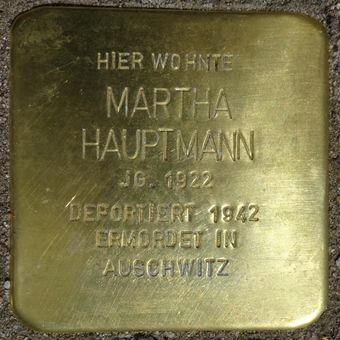 HIER WOHNTE
MARTHA
HAUPTMANN
JG. 1922
DEPORTIERT 1942
ERMORDET IN
AUSCHWITZ